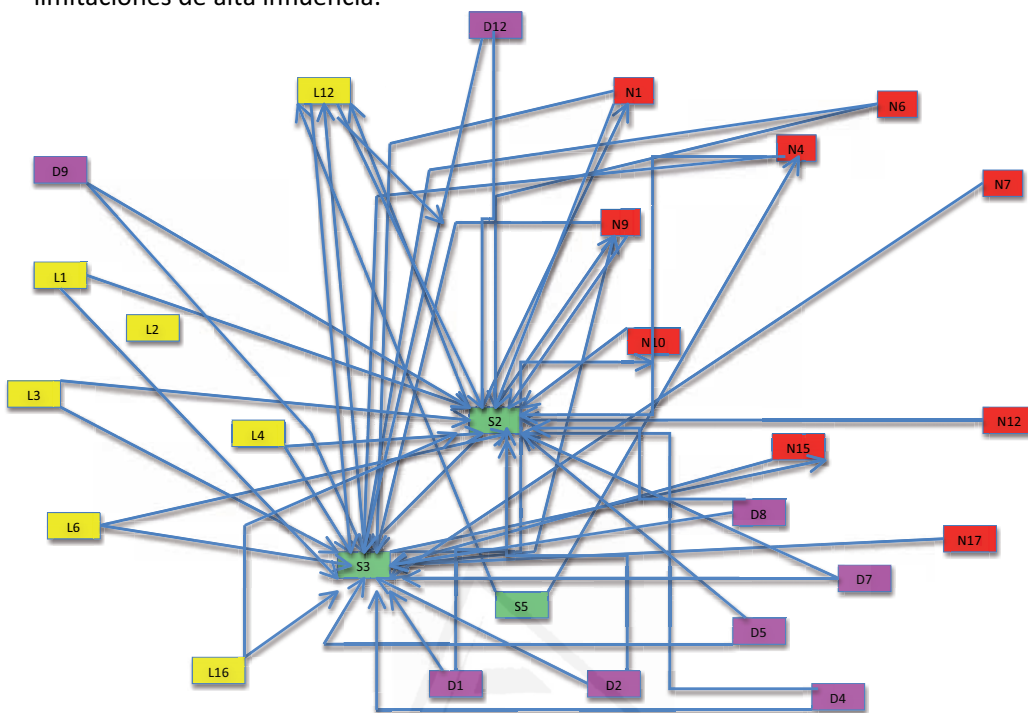 limitaciones de alta influencia.
D12
L12
N1
N6
N4
D9
N7
N9
L1
L2
N10
L3
S2
N12
L4
N15
D8
L6
N17
S3
D7
S5
D5
L16
D1
D2
D4